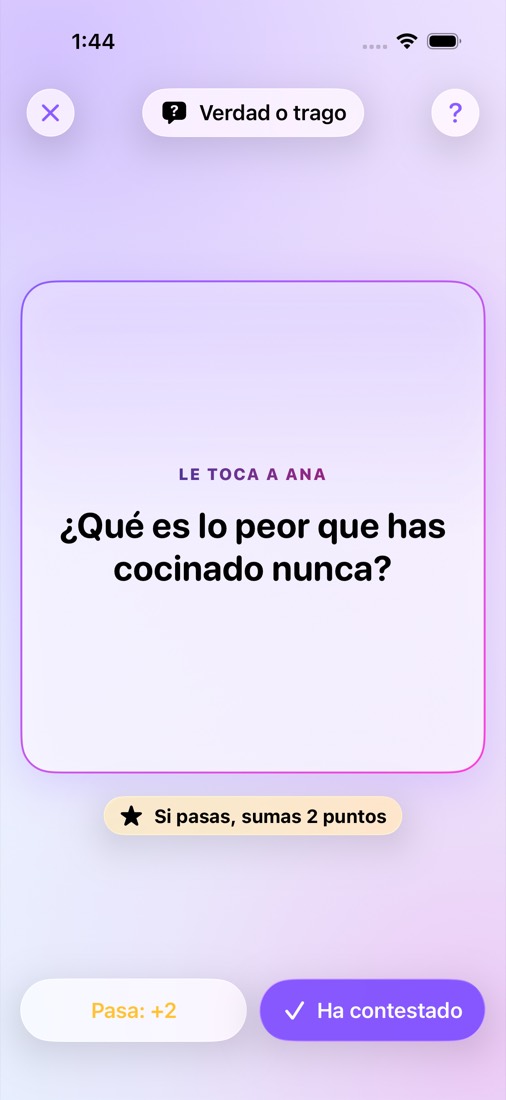 1:44
Verdad o trago
?
LE TOCA A ANA
¿Qué es lo peor que has
cocinado nunca?
Si pasas, sumas 2 puntos
Pasa: +2
Ha contestado